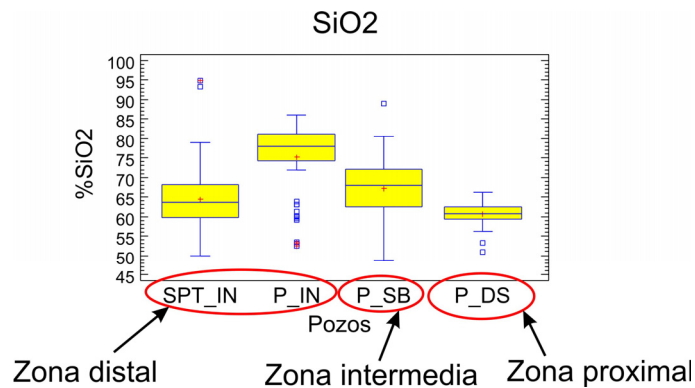 SiO2
100
95
90
85
80
75
70
65
60
55
50
45
%SiO2
SPT_IN P_IN P_SB P_DS
Pozos
Zona distal Zona intermedia Zona proximal